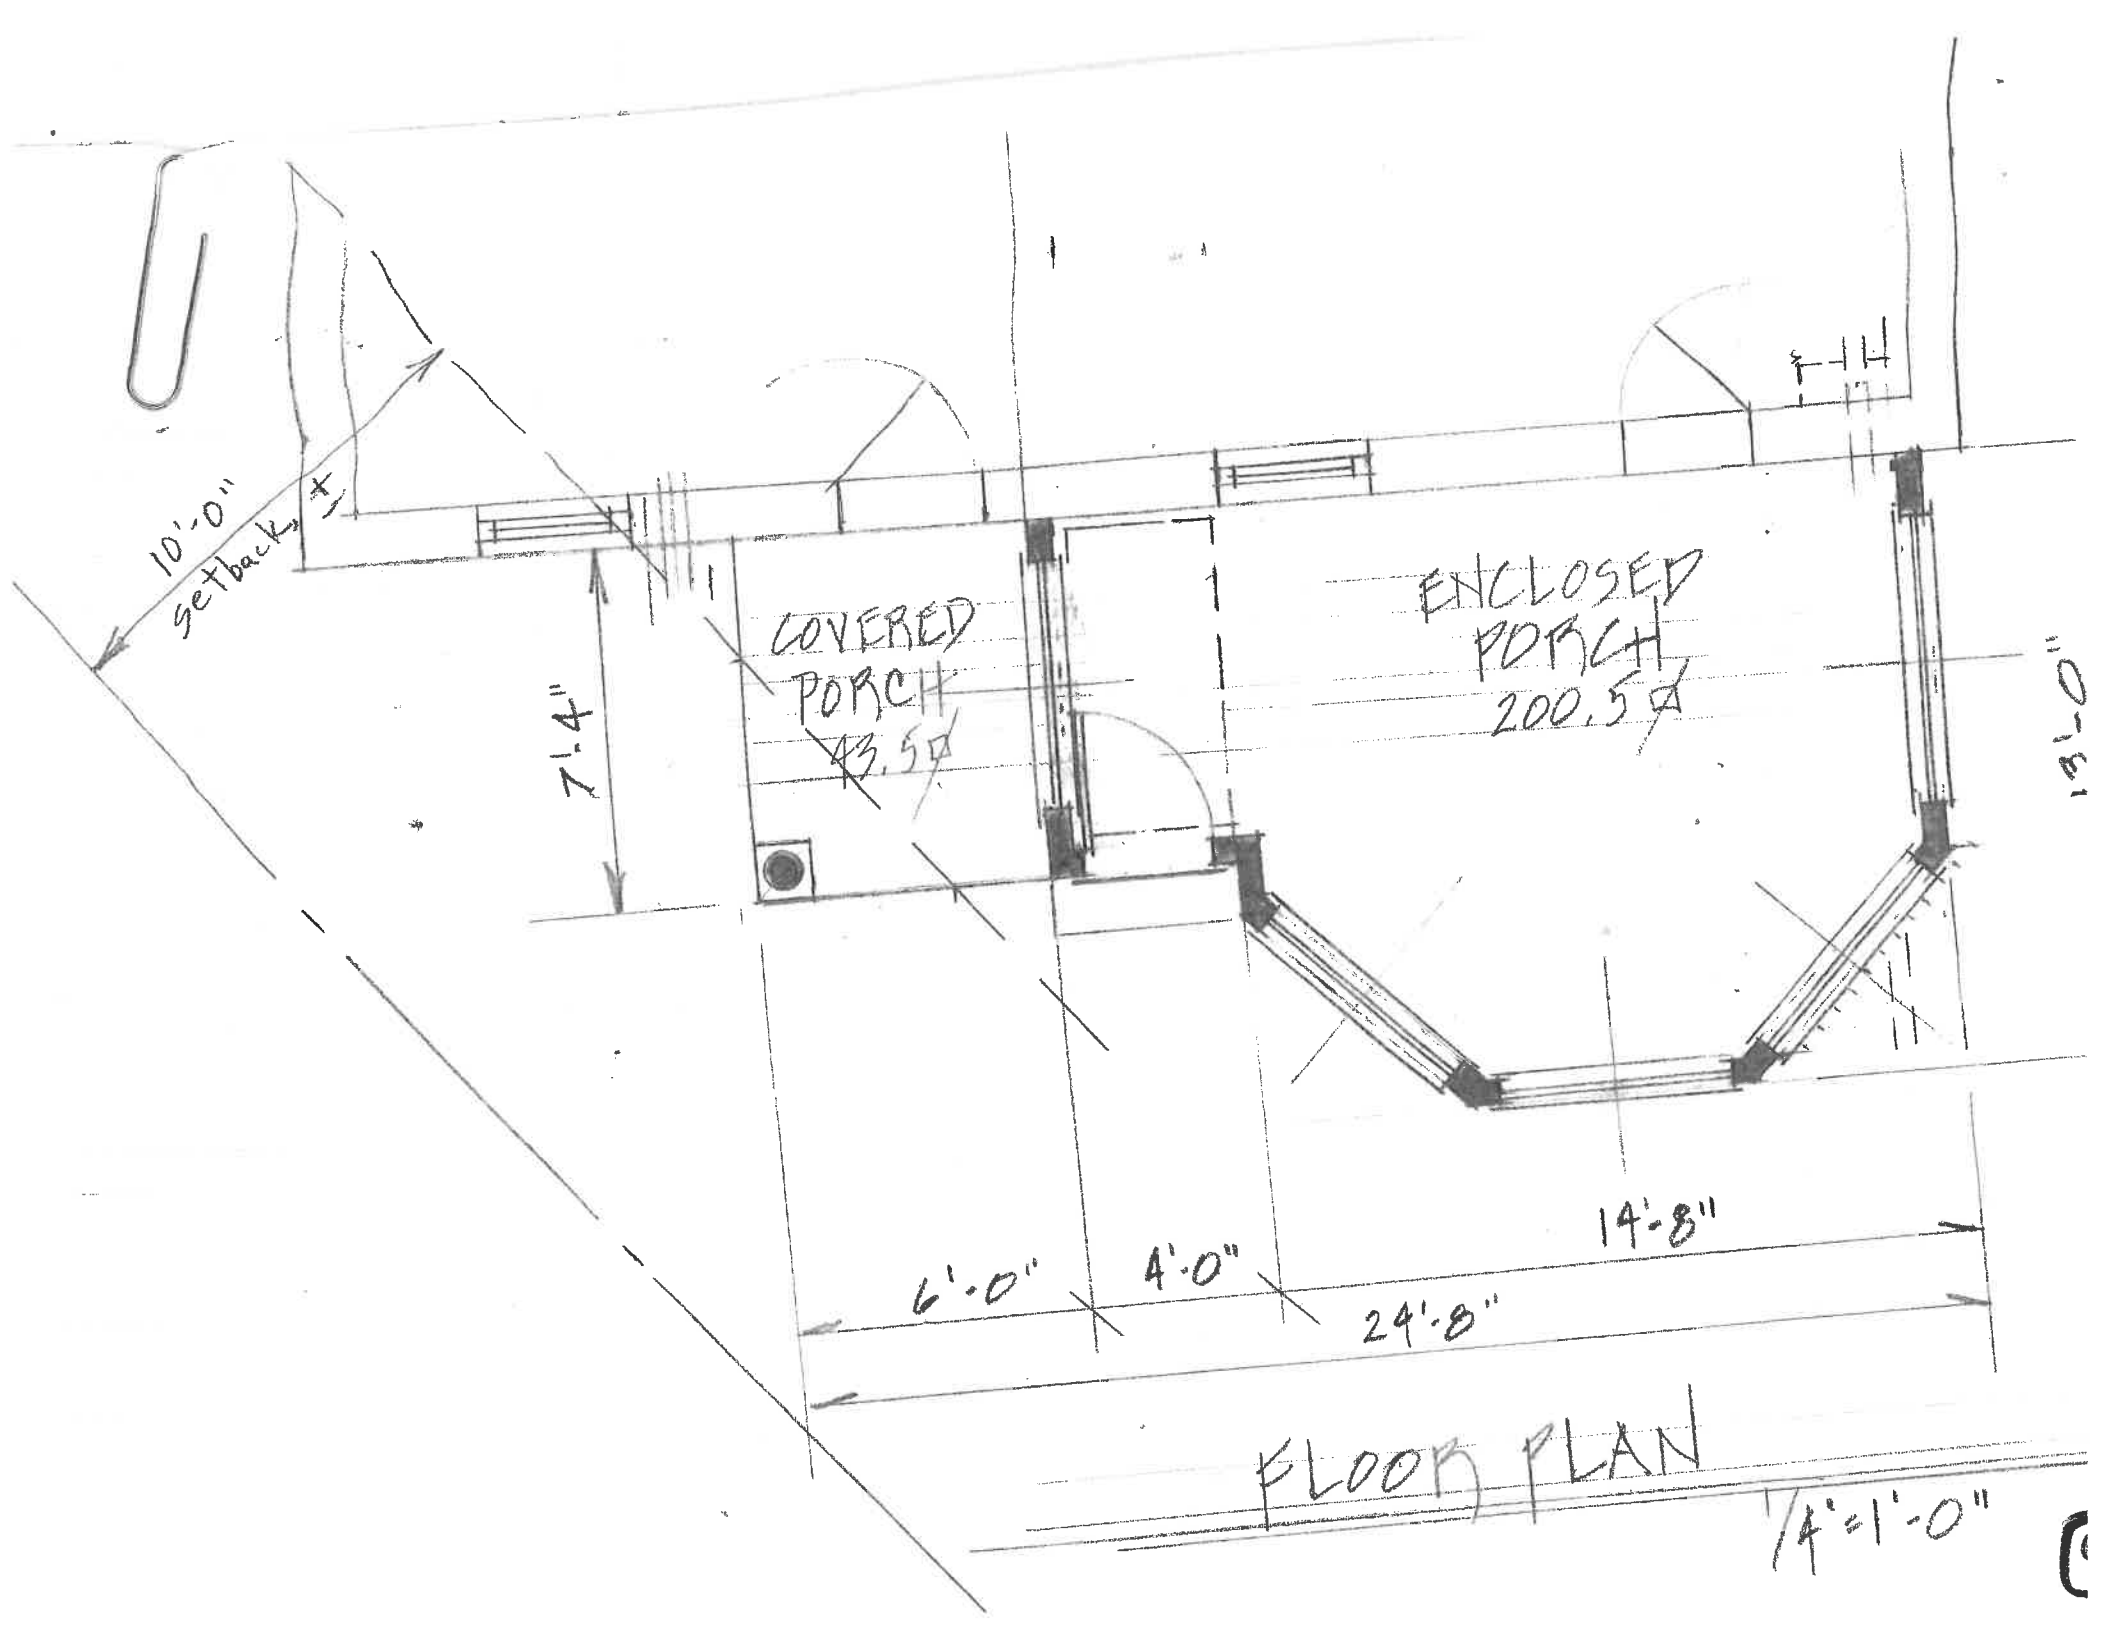 10'-0"
setback, ±
7'-4"
COVERED
PORCH
43.5
ENCLOSED
PORCH
200.5
13'-0"
6'-0"
4'-0"
14'-8"
24'-8"
FLOOR PLAN
1/4"=1'-0"